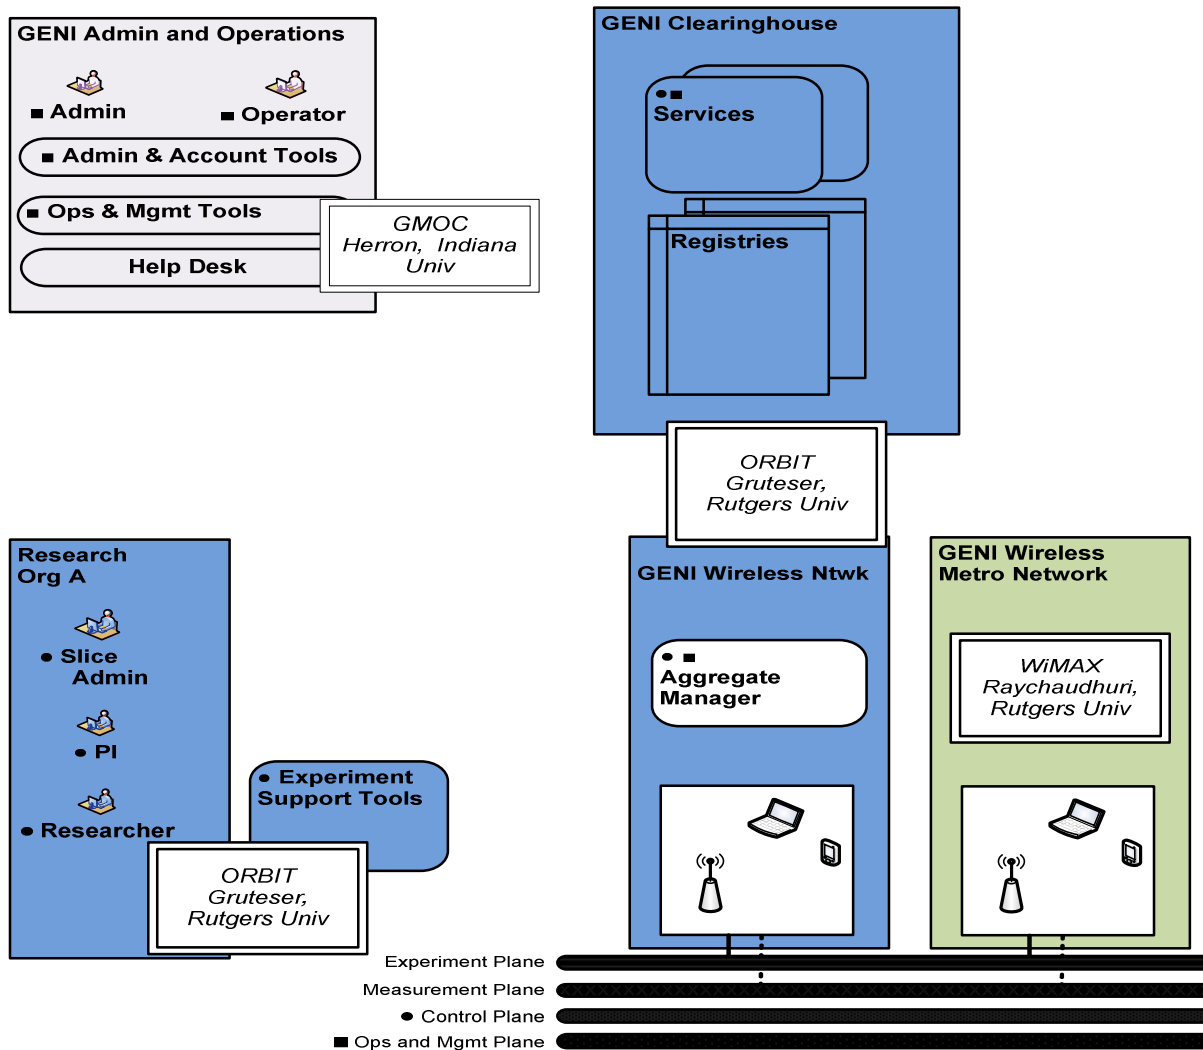 GENI Admin and Operations
Admin
Operator
Admin & Account Tools
Ops & Mgmt Tools
Help Desk
GMOC
Herron, Indiana
Univ
GENI Clearinghouse
Services
Registries
ORBIT
Gruteser,
Rutgers Univ
Research
Org A
Slice
Admin
PI
Researcher
Experiment
Support Tools
ORBIT
Gruteser,
Rutgers Univ
GENI Wireless Ntwk
Aggregate
Manager
GENI Wireless
Metro Network
WiMAX
Raychaudhuri,
Rutgers Univ
Experiment Plane
Measurement Plane
Control Plane
Ops and Mgmt Plane